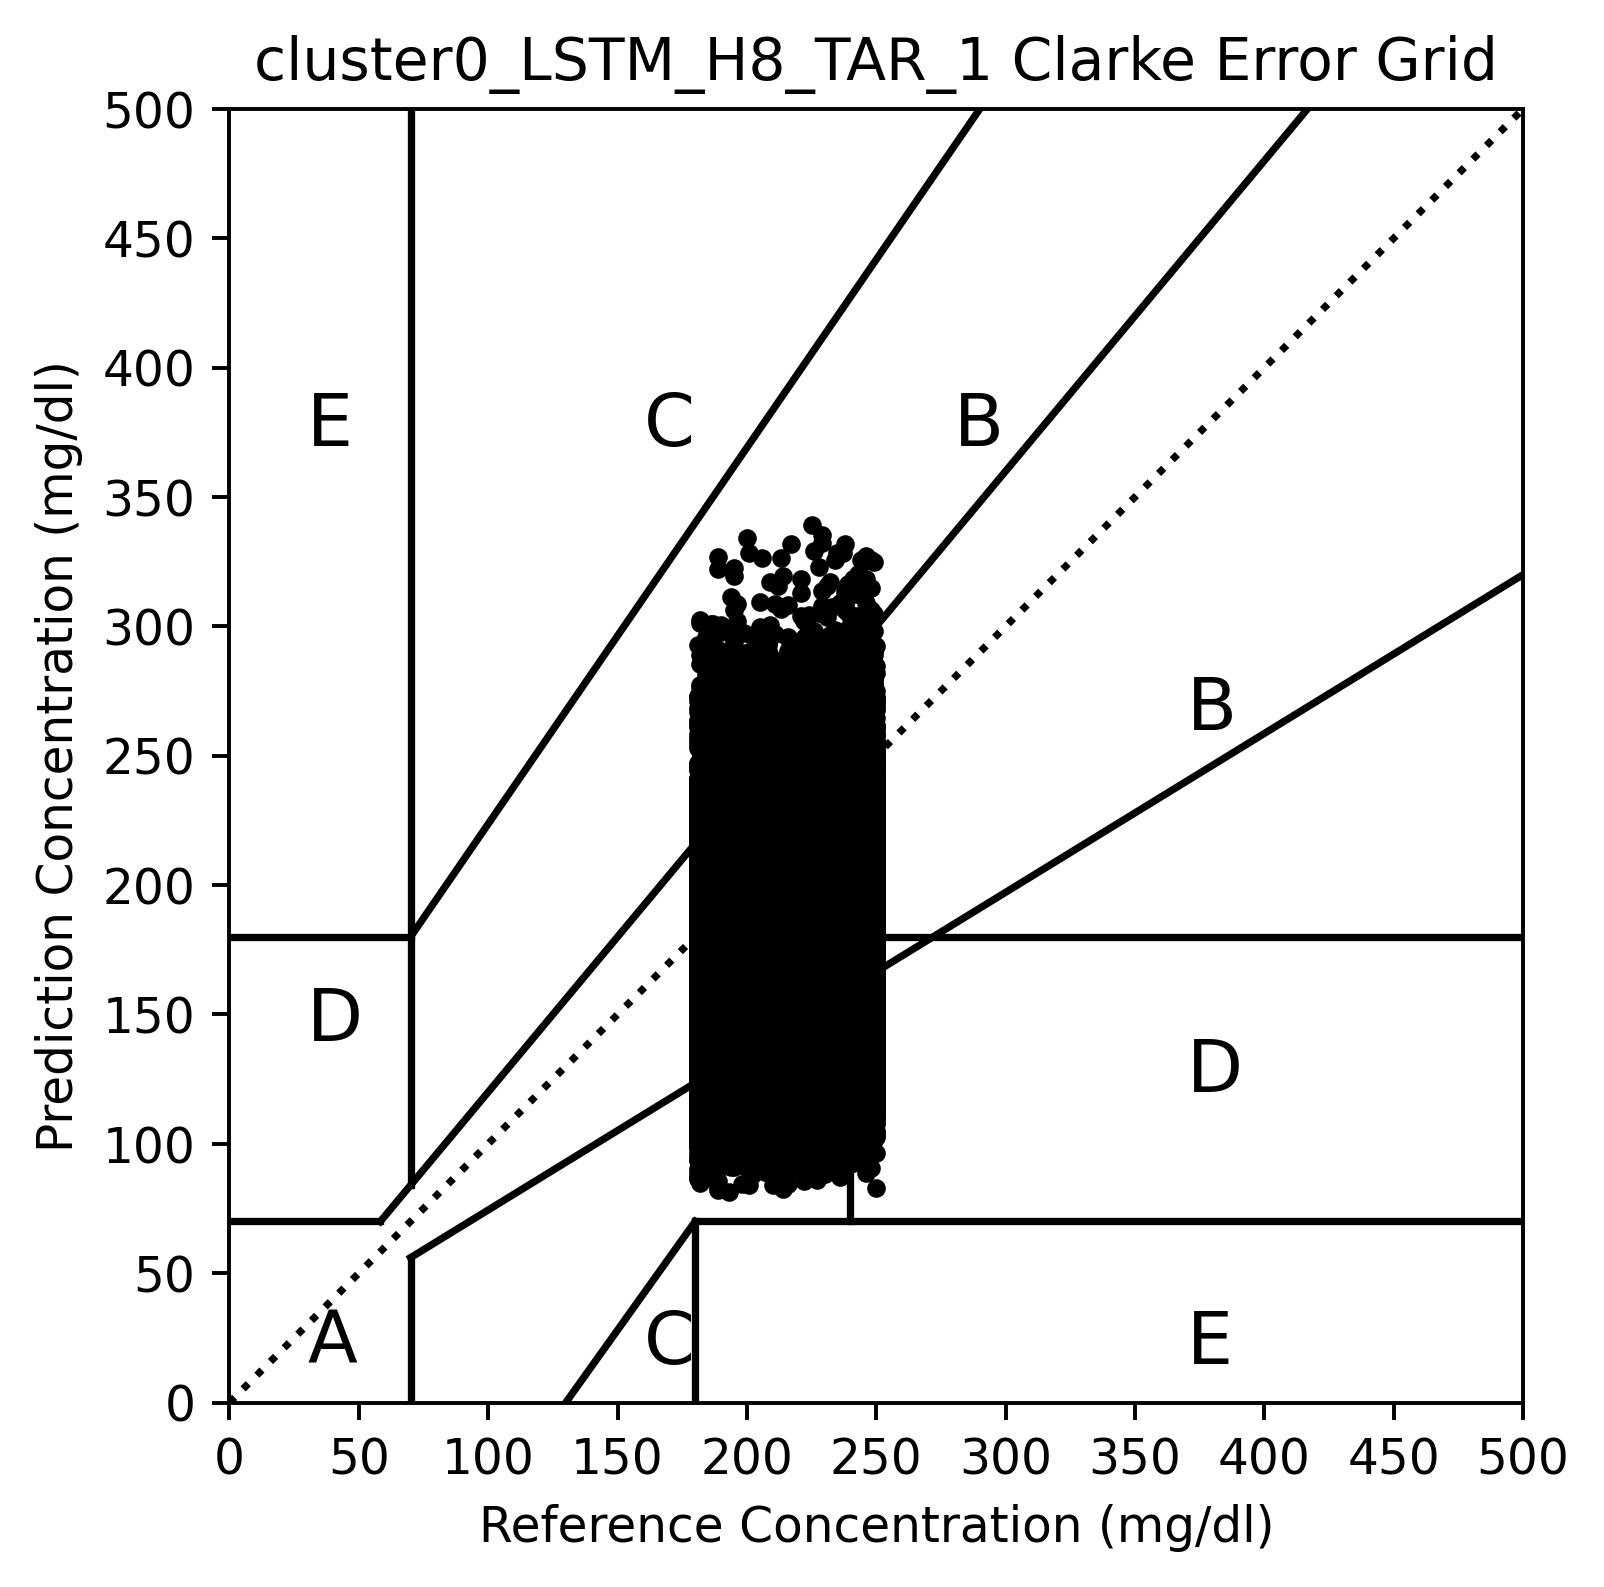 cluster0_LSTM_H8_TAR_1 Clarke Error Grid
500
450
400
350
300
250
200
150
100
50
0
Prediction Concentration (mg/dl)
E
C
B
B
D
D
A
C
E
0 50 100 150 200 250 300 350 400 450 500
Reference Concentration (mg/dl)